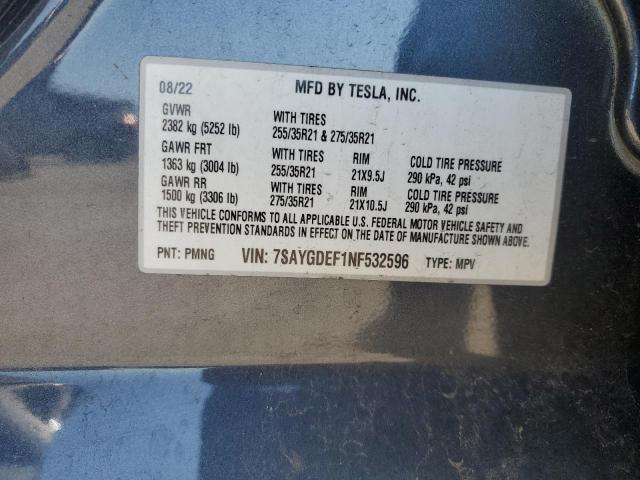 08/22 MFD BY TESLA, INC.
GVWR
2382 kg (5252 lb) WITH TIRES
255/35R21 & 275/35R21
GAWR FRT
1363 kg (3004 lb) WITH TIRES
255/35R21 RIM
21X9.5J COLD TIRE PRESSURE
290 kPa, 42 psi
GAWR RR
1500 kg (3306 lb) WITH TIRES
275/35R21 RIM
21X10.5J COLD TIRE PRESSURE
290 kPa, 42 psi
THIS VEHICLE CONFORMS TO ALL APPLICABLE U.S. FEDERAL MOTOR VEHICLE SAFETY AND
THEFT PREVENTION STANDARDS IN EFFECT ON THE DATE OF MANUFACTURE SHOWN ABOVE.
PNT: PMNG VIN: 7SAYGDEF1NF532596 TYPE: MPV